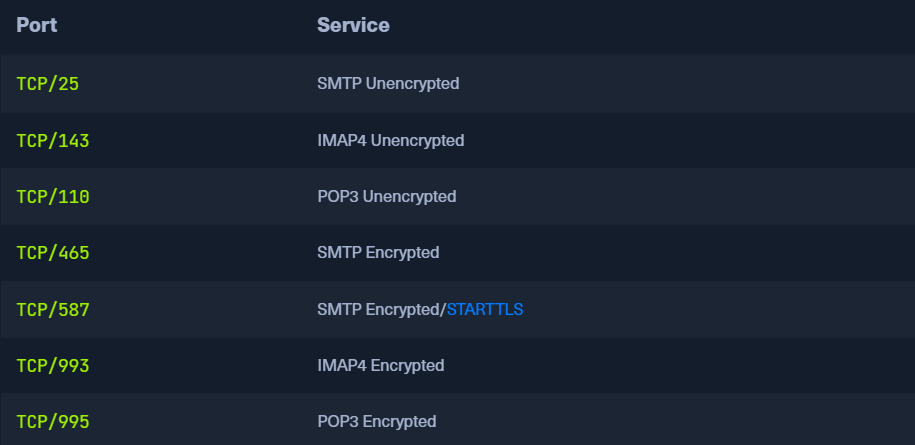 Port Service
TCP/25 SMTP Unencrypted
TCP/143 IMAP4 Unencrypted
TCP/110 POP3 Unencrypted
TCP/465 SMTP Encrypted
TCP/587 SMTP Encrypted/STARTTLS
TCP/993 IMAP4 Encrypted
TCP/995 POP3 Encrypted